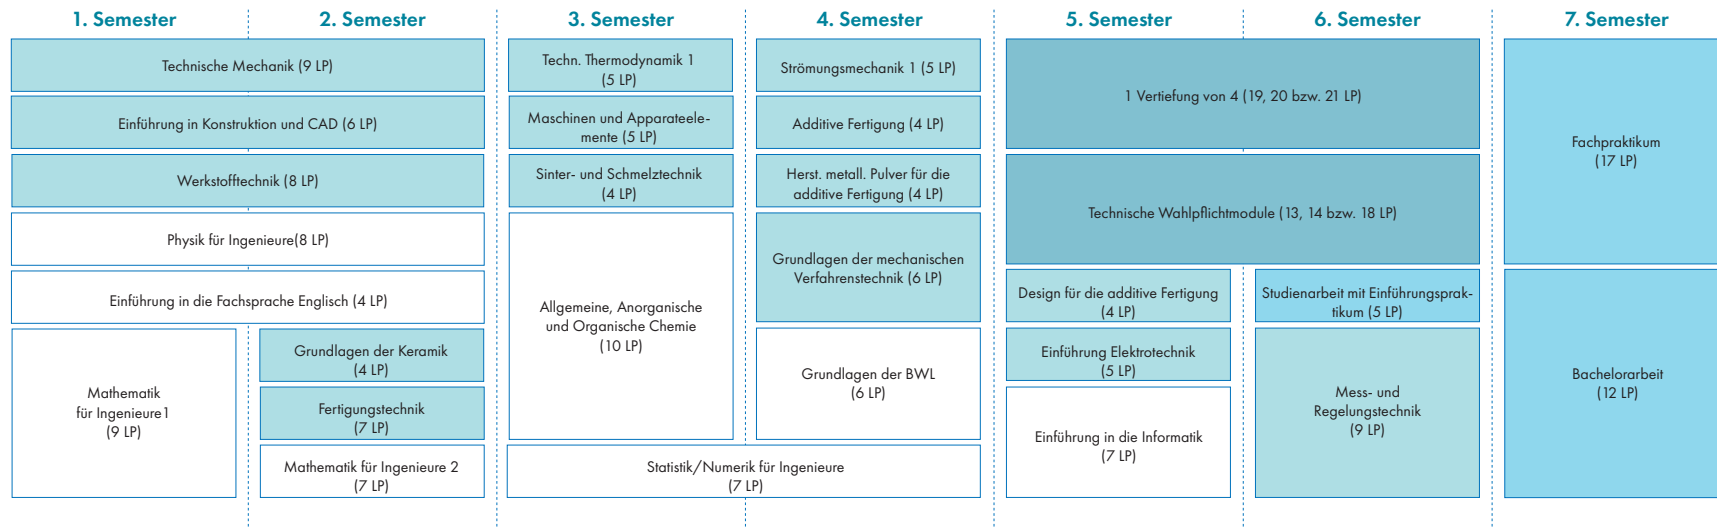 1. Semester
2. Semester
3. Semester
4. Semester
5. Semester
6. Semester
7. Semester
Technische Mechanik (9 LP)
Einführung in Konstruktion und CAD (6 LP)
Werkstofftechnik (8 LP)
Physik für Ingenieure(8 LP)
Einführung in die Fachsprache Englisch (4 LP)
Mathematik
für Ingenieure1
(9 LP)
Grundlagen der Keramik
(4 LP)
Fertigungstechnik
(7 LP)
Mathematik für Ingenieure 2
(7 LP)
Techn. Thermodynamik 1
(5 LP)
Maschinen und Apparateele-
mente (5 LP)
Sinter- und Schmelztechnik
(4 LP)
Allgemeine, Anorganische
und Organische Chemie
(10 LP)
Strömungsmechanik 1 (5 LP)
Additive Fertigung (4 LP)
Herst. metall. Pulver für die
additive Fertigung (4 LP)
Grundlagen der mechanischen
Verfahrenstechnik (6 LP)
Grundlagen der BWL
(6 LP)
Statistik/Numerik für Ingenieure
(7 LP)
1 Vertiefung von 4 (19, 20 bzw. 21 LP)
Technische Wahlpflichtmodule (13, 14 bzw. 18 LP)
Design für die additive Fertigung
(4 LP)
Einführung Elektrotechnik
(5 LP)
Einführung in die Informatik
(7 LP)
Studienarbeit mit Einführungsprak-
tikum (5 LP)
Mess- und
Regelungstechnik
(9 LP)
Fachpraktikum
(17 LP)
Bachelorarbeit
(12 LP)